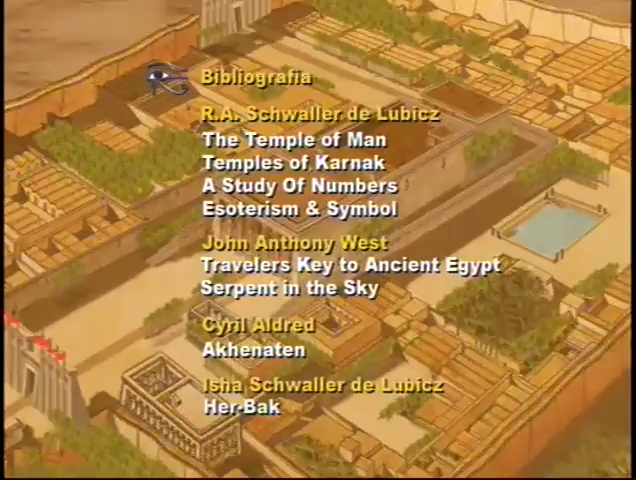 Bibliografia
R.A. Schwaller de Lubicz
The Temple of Man
Temples of Karnak
A Study Of Numbers
Esoterism & Symbol
John Anthony West
Travelers Key to Ancient Egypt
Serpent in the Sky
Cyril Aldred
Akhenaten
Isha Schwaller de Lubicz
Her-Bak